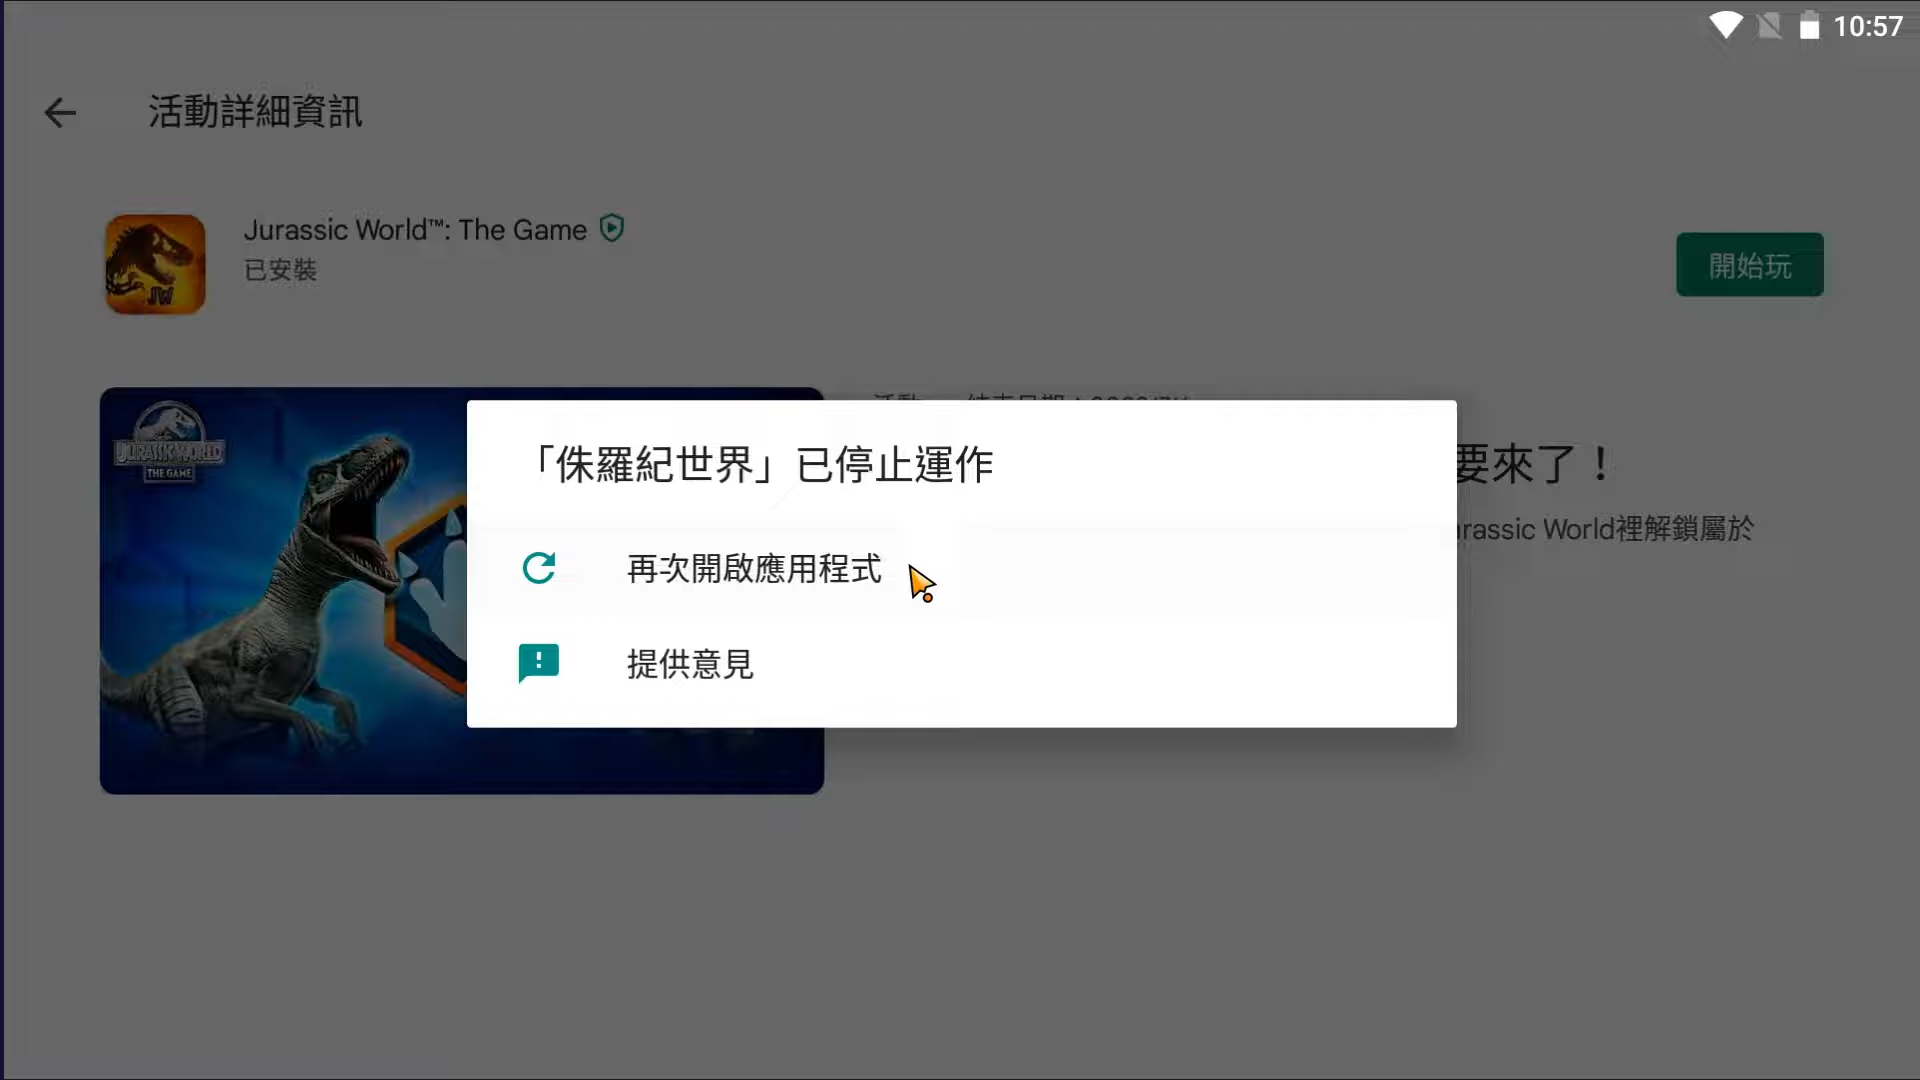 10:57
活動詳細資訊
Jurassic World™: The Game
已安裝
開始玩
JW
JURASSIC WORLD
THE GAME
「侏羅紀世界」已停止運作
要來了！
再次開啟應用程式
rassic World裡解鎖屬於
提供意見